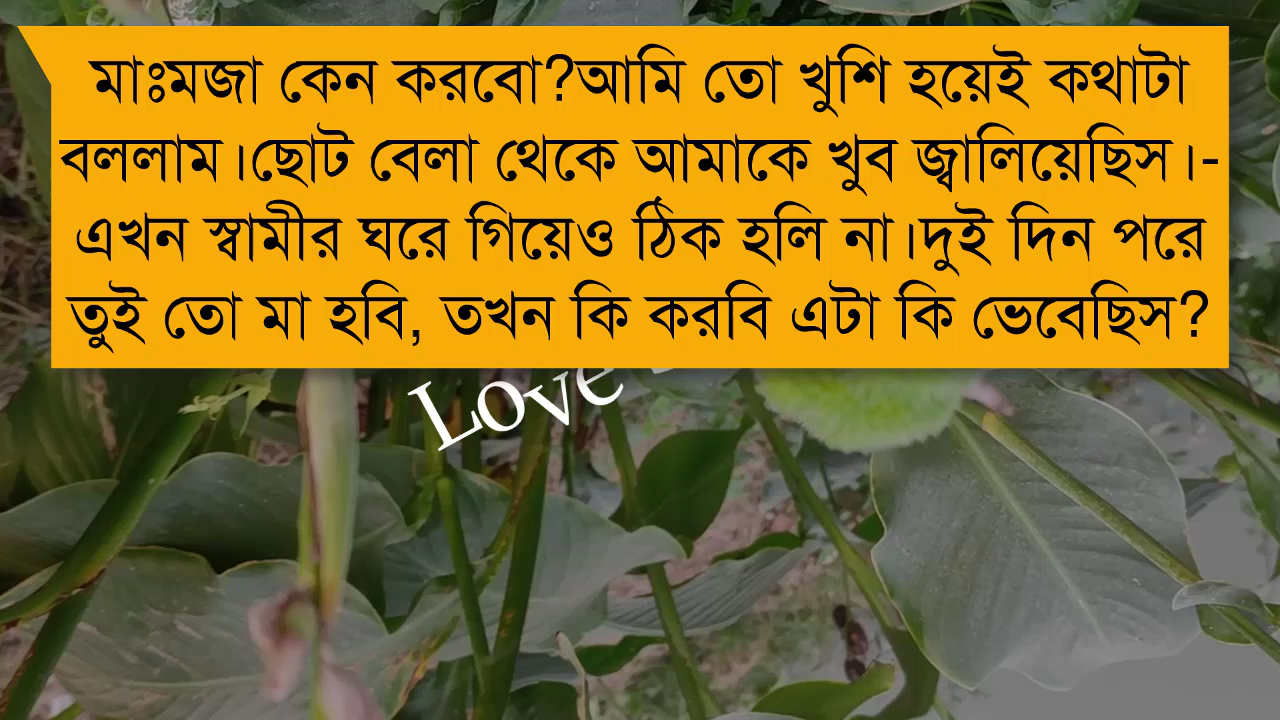 মাঃমজা কেন করবো?আমি তো খুশি হয়েই কথাটা
বললাম।ছোট বেলা থেকে আমাকে খুব জ্বালিয়েছিস।-
এখন স্বামীর ঘরে গিয়েও ঠিক হলি না।দুই দিন পরে
তুই তো মা হবি, তখন কি করবি এটা কি ভেবেছিস?
Love